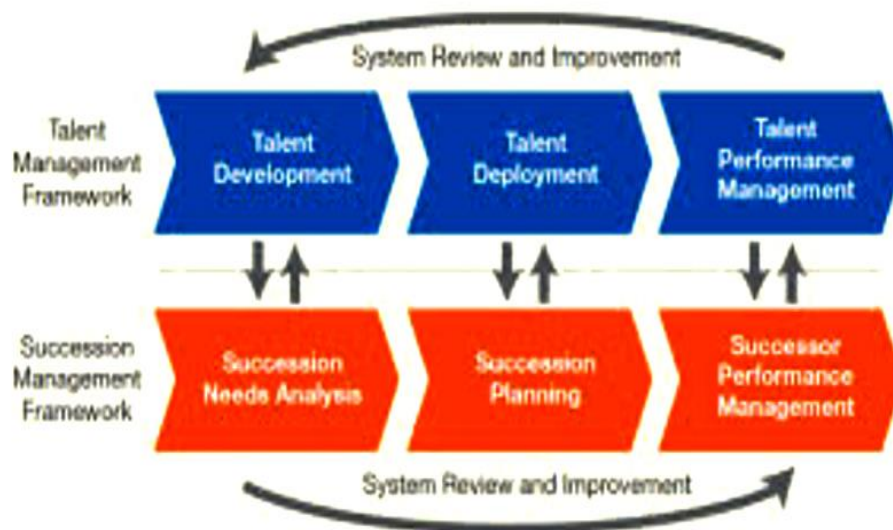 System Review and Improvement
Talent
Management
Framework
Talent
Development
Talent
Deployment
Talent
Performance
Management
Succession
Management
Framework
Succession
Needs Analysis
Succession
Planning
Successor
Performance
Management
System Review and Improvement